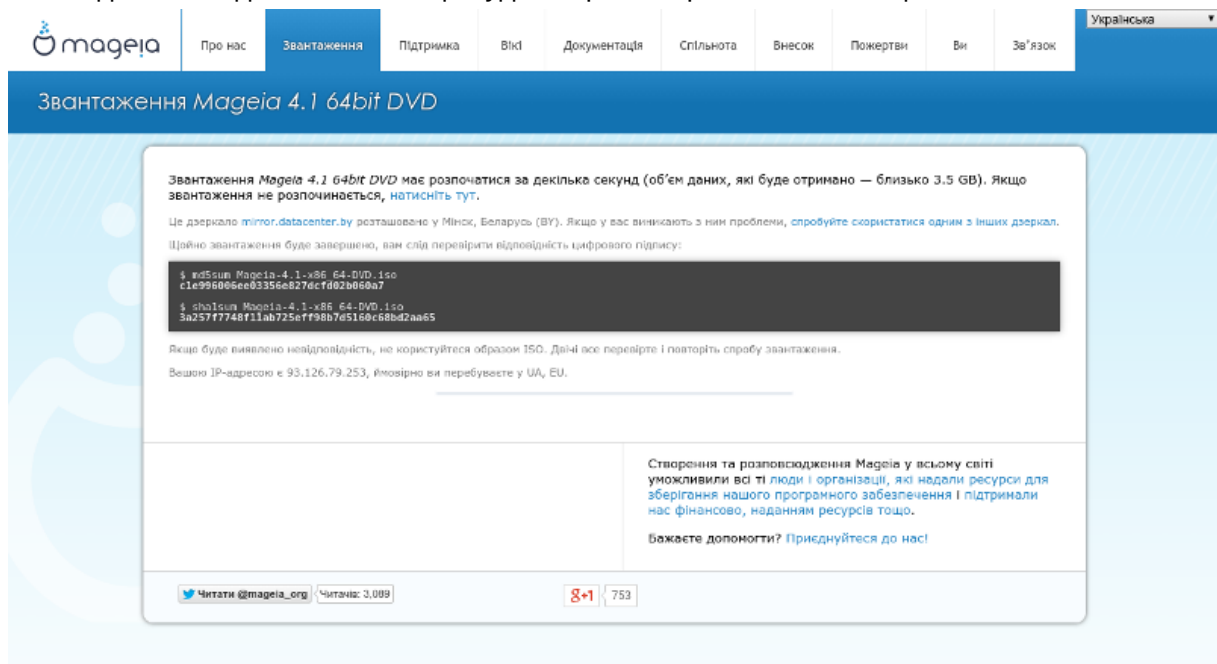 Українська
mageia
Про нас
Звантаження
Підтримка
Вікі
Документація
Спільнота
Внесок
Пожертви
Ви
Зв'язок
Звантаження Mageia 4.1 64bit DVD
Звантаження Mageia 4.1 64bit DVD має розпочатися за декілька секунд (об'єм даних, які буде отримано — близько 3.5 GB). Якщо
звантаження не розпочинається, натисніть тут.
Це дзеркало mirror.datacenter.by розташовано у Мінск, Беларусь (BY). Якщо у вас виникають з ним проблеми, спробуйте скористатися одним з інших дзеркал.
Щойно звантаження буде завершено, вам слід перевірити відповідність цифрового підпису:
$ md5sum Mageia-4.1-x86_64-DVD.iso
c1e996006ee03356e827dcfd02b060a7
$ sha1sum Mageia-4.1-x86_64-DVD.iso
3a257f7748f11ab725eff98b7d5160c68bd2aa65
Якщо буде виявлено невідповідність, не користуйтеся образом ISO. Двічі все перевірте і повторіть спробу звантаження.
Вашою IP-адресою є 93.126.79.253, ймовірно ви перебуваєте у UA, EU.
Створення та розповсюдження Mageia у всьому світі
уможливили всі ті люди і організації, які надали ресурси для
зберігання нашого програмного забезпечення і підтримали
нас фінансово, наданням ресурсів тощо.
Бажаєте допомогти? Приєднуйтеся до нас!
Читати @mageia_org
Читачів: 3,089
g+1
753